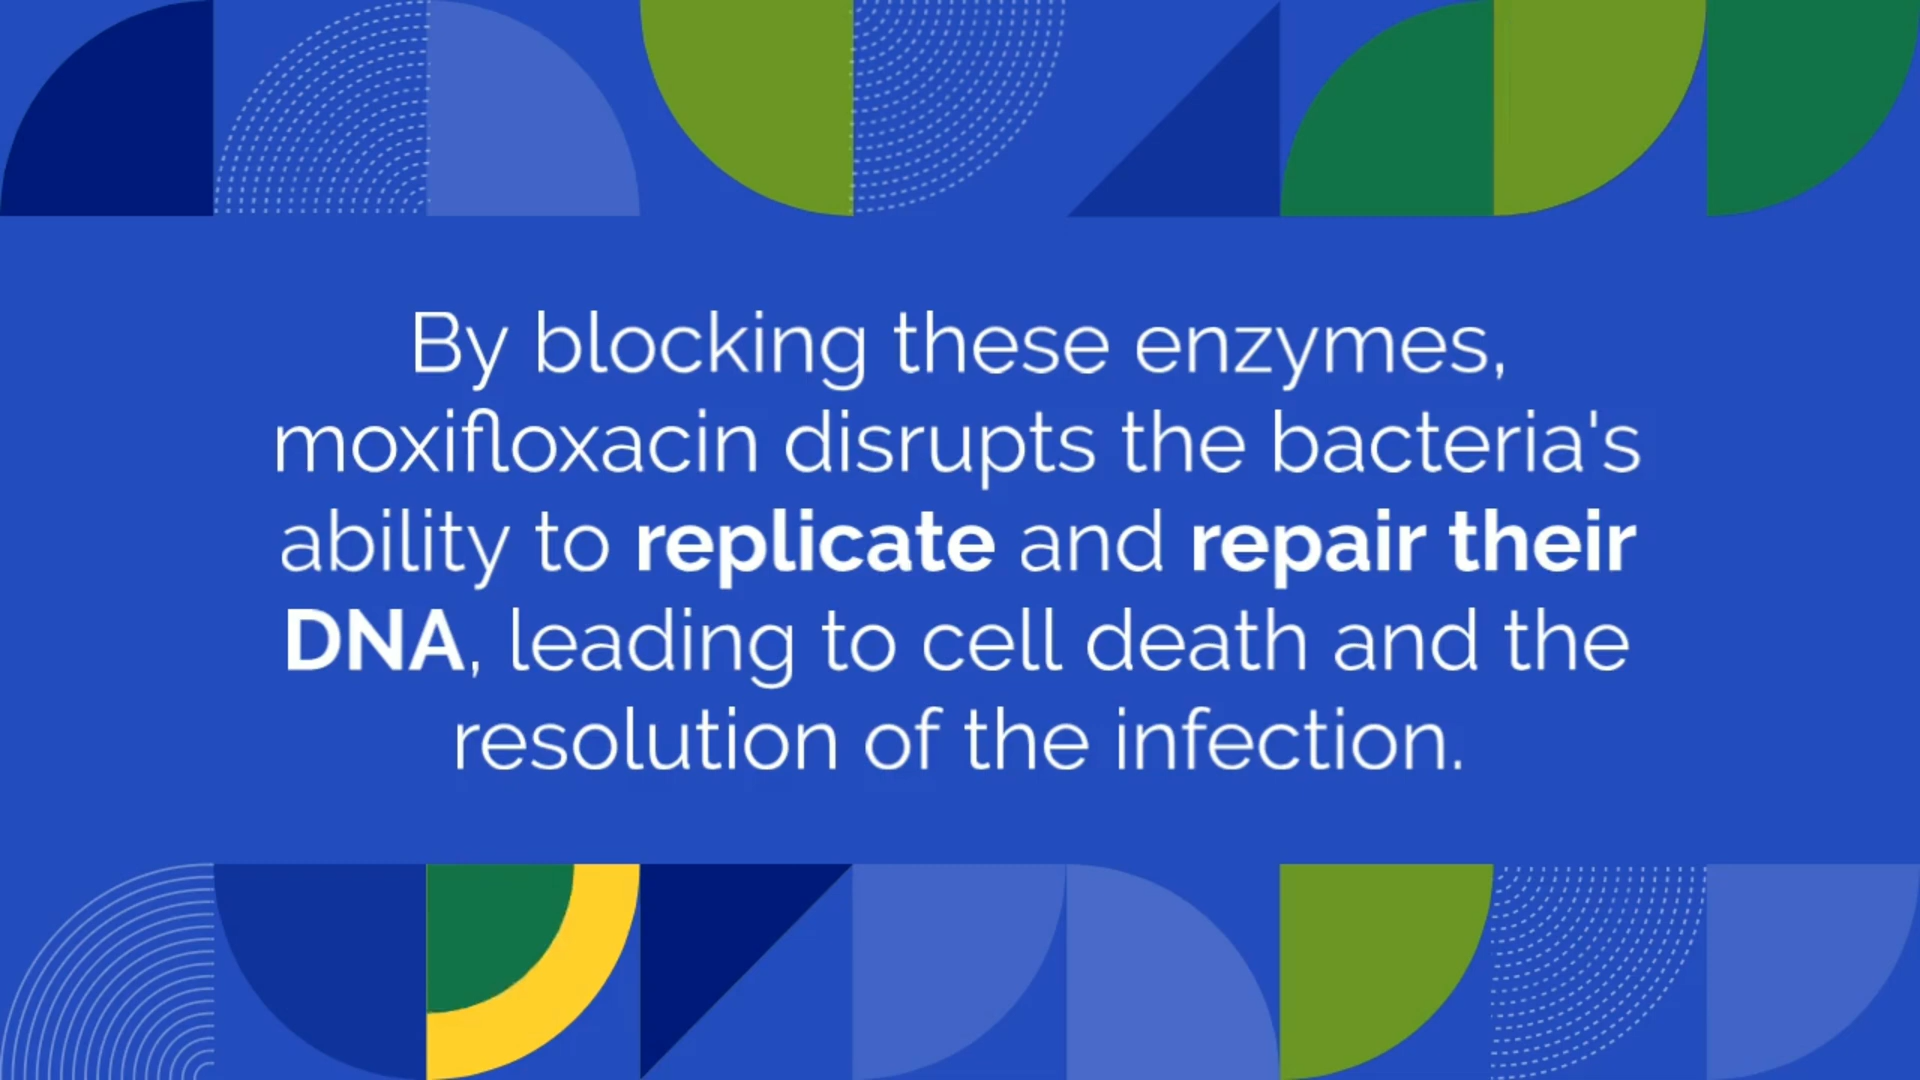 By blocking these enzymes,
moxifloxacin disrupts the bacteria's
ability to replicate and repair their
DNA, leading to cell death and the
resolution of the infection.